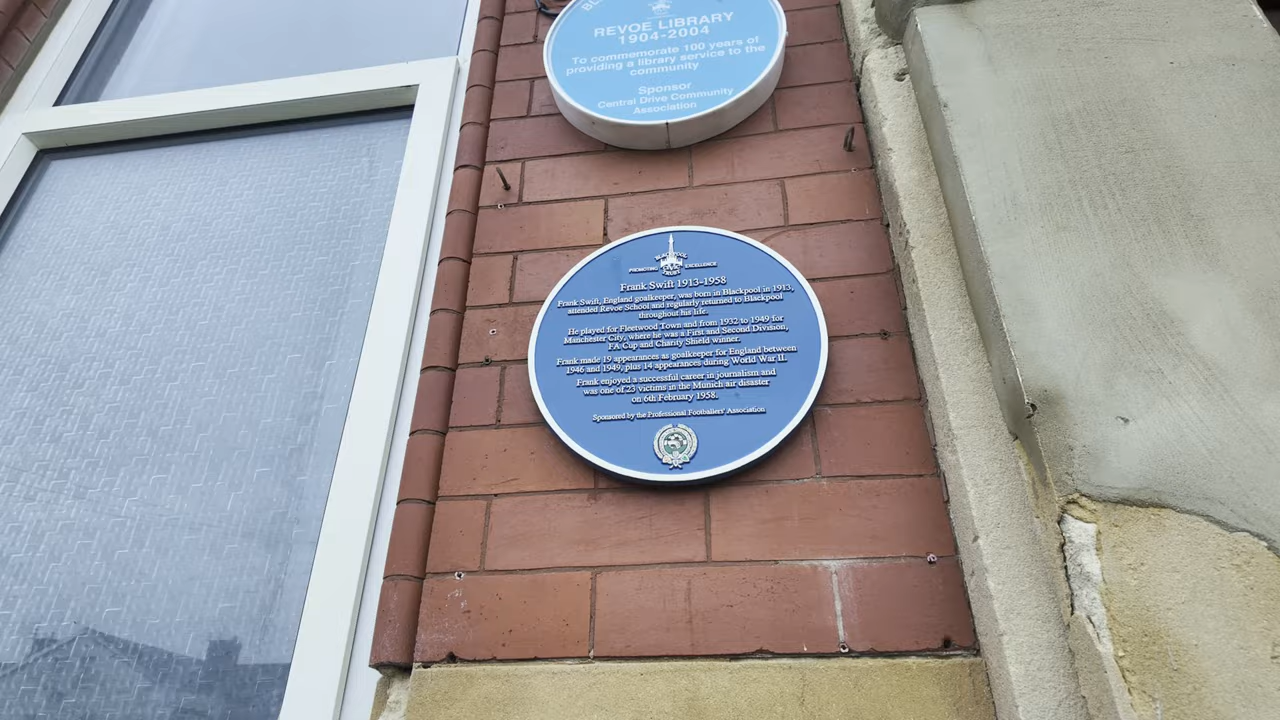 REVOE LIBRARY
1904-2004
To commemorate 100 years of
providing a library service to the
community
Sponsor
Central Drive Community
Association
BLACKPOOL
CIVIC TRUST
PROMOTING EXCELLENCE
Frank Swift 1913-1958
Frank Swift, England goalkeeper, was born in Blackpool in 1913,
attended Revoe School and regularly returned to Blackpool
throughout his life.
He played for Fleetwood Town and from 1932 to 1949 for
Manchester City, where he was a First and Second Division,
FA Cup and Charity Shield winner.
Frank made 19 appearances as goalkeeper for England between
1946 and 1949, plus 14 appearances during World War II.
Frank enjoyed a successful career in journalism and
was one of 23 victims in the Munich air disaster
on 6th February 1958.
Sponsored by the Professional Footballers' Association